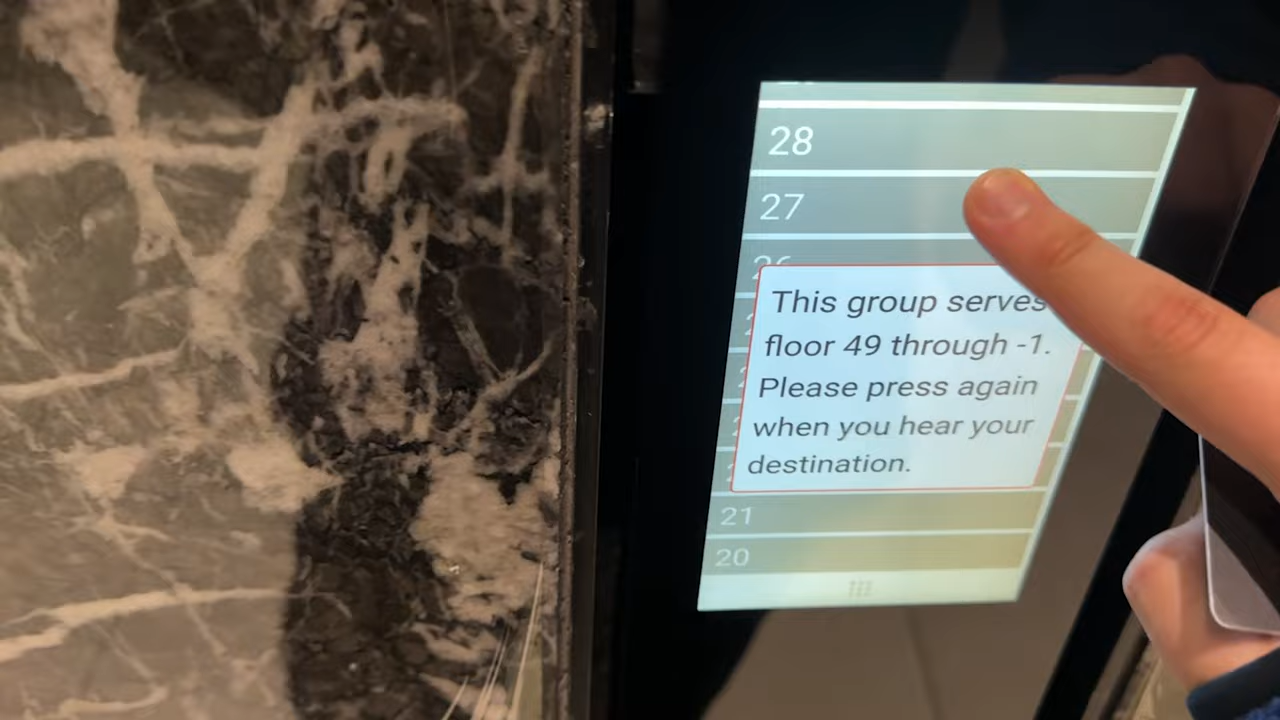 28
27
26
This group serves
floor 49 through -1.
Please press again
when you hear your
destination.
21
20